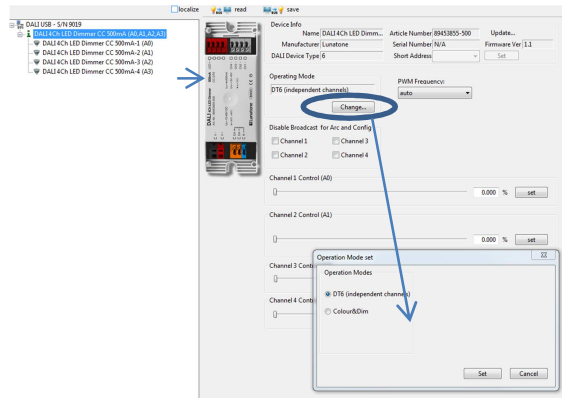 localize
read
save
DALI USB - S/N 9019
DALI 4Ch LED Dimmer CC 500mA (A0,A1,A2,A3)
DALI 4Ch LED Dimmer CC 500mA-1 (A0)
DALI 4Ch LED Dimmer CC 500mA-2 (A1)
DALI 4Ch LED Dimmer CC 500mA-3 (A2)
DALI 4Ch LED Dimmer CC 500mA-4 (A3)
Device Info
Name DALI 4Ch LED Dimm... Article Number 89453855-500 Update...
Manufacturer Lunatone Serial Number N/A Firmware Ver 1.1
DALI Device Type 6 Short Address Set
Operating Mode
DT6 (independent channels)
Change...
PWM Frequency:
auto
Disable Broadcast for Arc and Config
Channel 1 Channel 3
Channel 2 Channel 4
Channel 1 Control (A0)
0.000 % set
Channel 2 Control (A1)
0.000 % set
Channel 3 Contr
Channel 4 Contr
Operation Mode set
Operation Modes
DT6 (independent channels)
Colour&Dim
Set Cancel
DALI 4Ch LED Dimmer
Lunatone